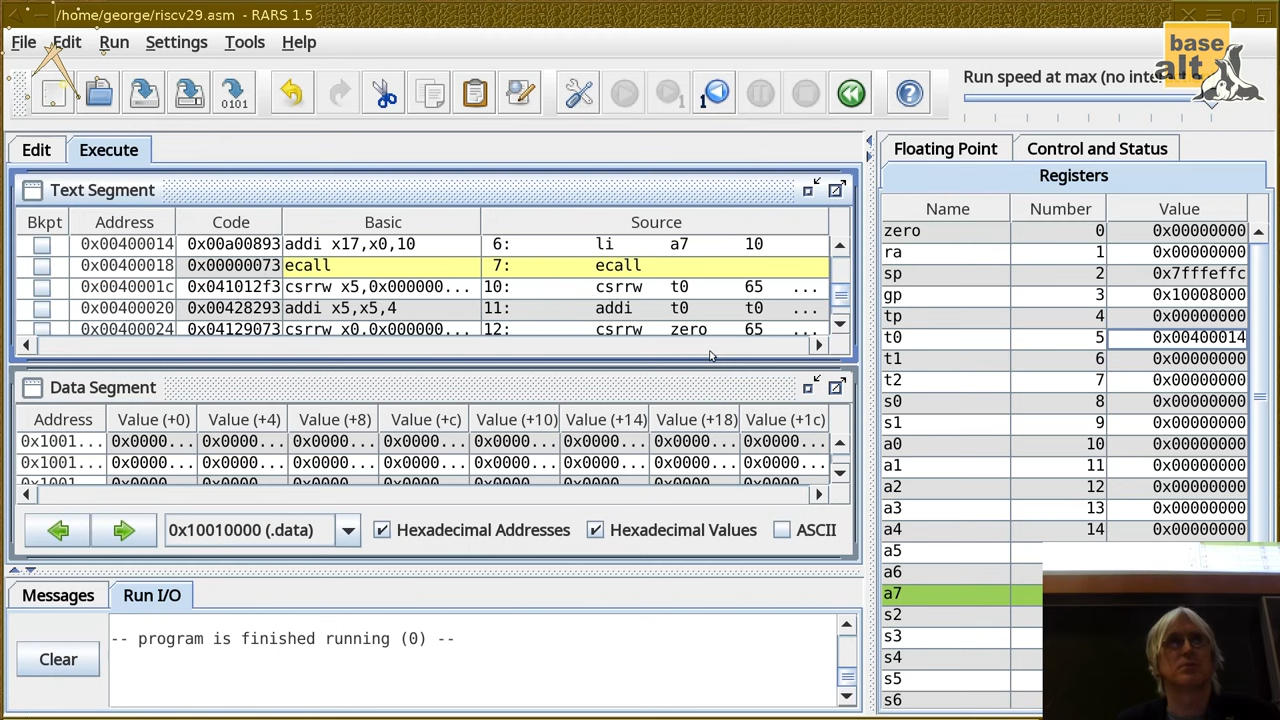 /home/george/riscv29.asm - RARS 1.5
File Edit Run Settings Tools Help
base
alt
Run speed at max (no inte
Edit Execute
Text Segment
Bkpt Address Code Basic Source
0x00400014 0x00a00893 addi x17,x0,10 6: li a7 10
0x00400018 0x00000073 ecall 7: ecall
0x0040001c 0x041012f3 csrrw x5,0x000000... 10: csrrw t0 65 ...
0x00400020 0x00428293 addi x5,x5,4 11: addi t0 t0 ...
0x00400024 0x04129073 csrrw x0,0x000000... 12: csrrw zero 65 ...
Data Segment
Address Value (+0) Value (+4) Value (+8) Value (+c) Value (+10) Value (+14) Value (+18) Value (+1c)
0x1001... 0x0000... 0x0000... 0x0000... 0x0000... 0x0000... 0x0000... 0x0000... 0x0000...
0x1001... 0x0000... 0x0000... 0x0000... 0x0000... 0x0000... 0x0000... 0x0000... 0x0000...
0x1001... 0x0000... 0x0000... 0x0000... 0x0000... 0x0000... 0x0000... 0x0000... 0x0000...
0x10010000 (.data) Hexadecimal Addresses Hexadecimal Values ASCII
Messages Run I/O
Clear
-- program is finished running (0) --
Floating Point Control and Status
Registers
Name Number Value
zero 0 0x00000000
ra 1 0x00000000
sp 2 0x7fffeffc
gp 3 0x10008000
tp 4 0x00000000
t0 5 0x00400014
t1 6 0x00000000
t2 7 0x00000000
s0 8 0x00000000
s1 9 0x00000000
a0 10 0x00000000
a1 11 0x00000000
a2 12 0x00000000
a3 13 0x00000000
a4 14 0x00000000
a5
a6
a7
s2
s3
s4
s5
s6